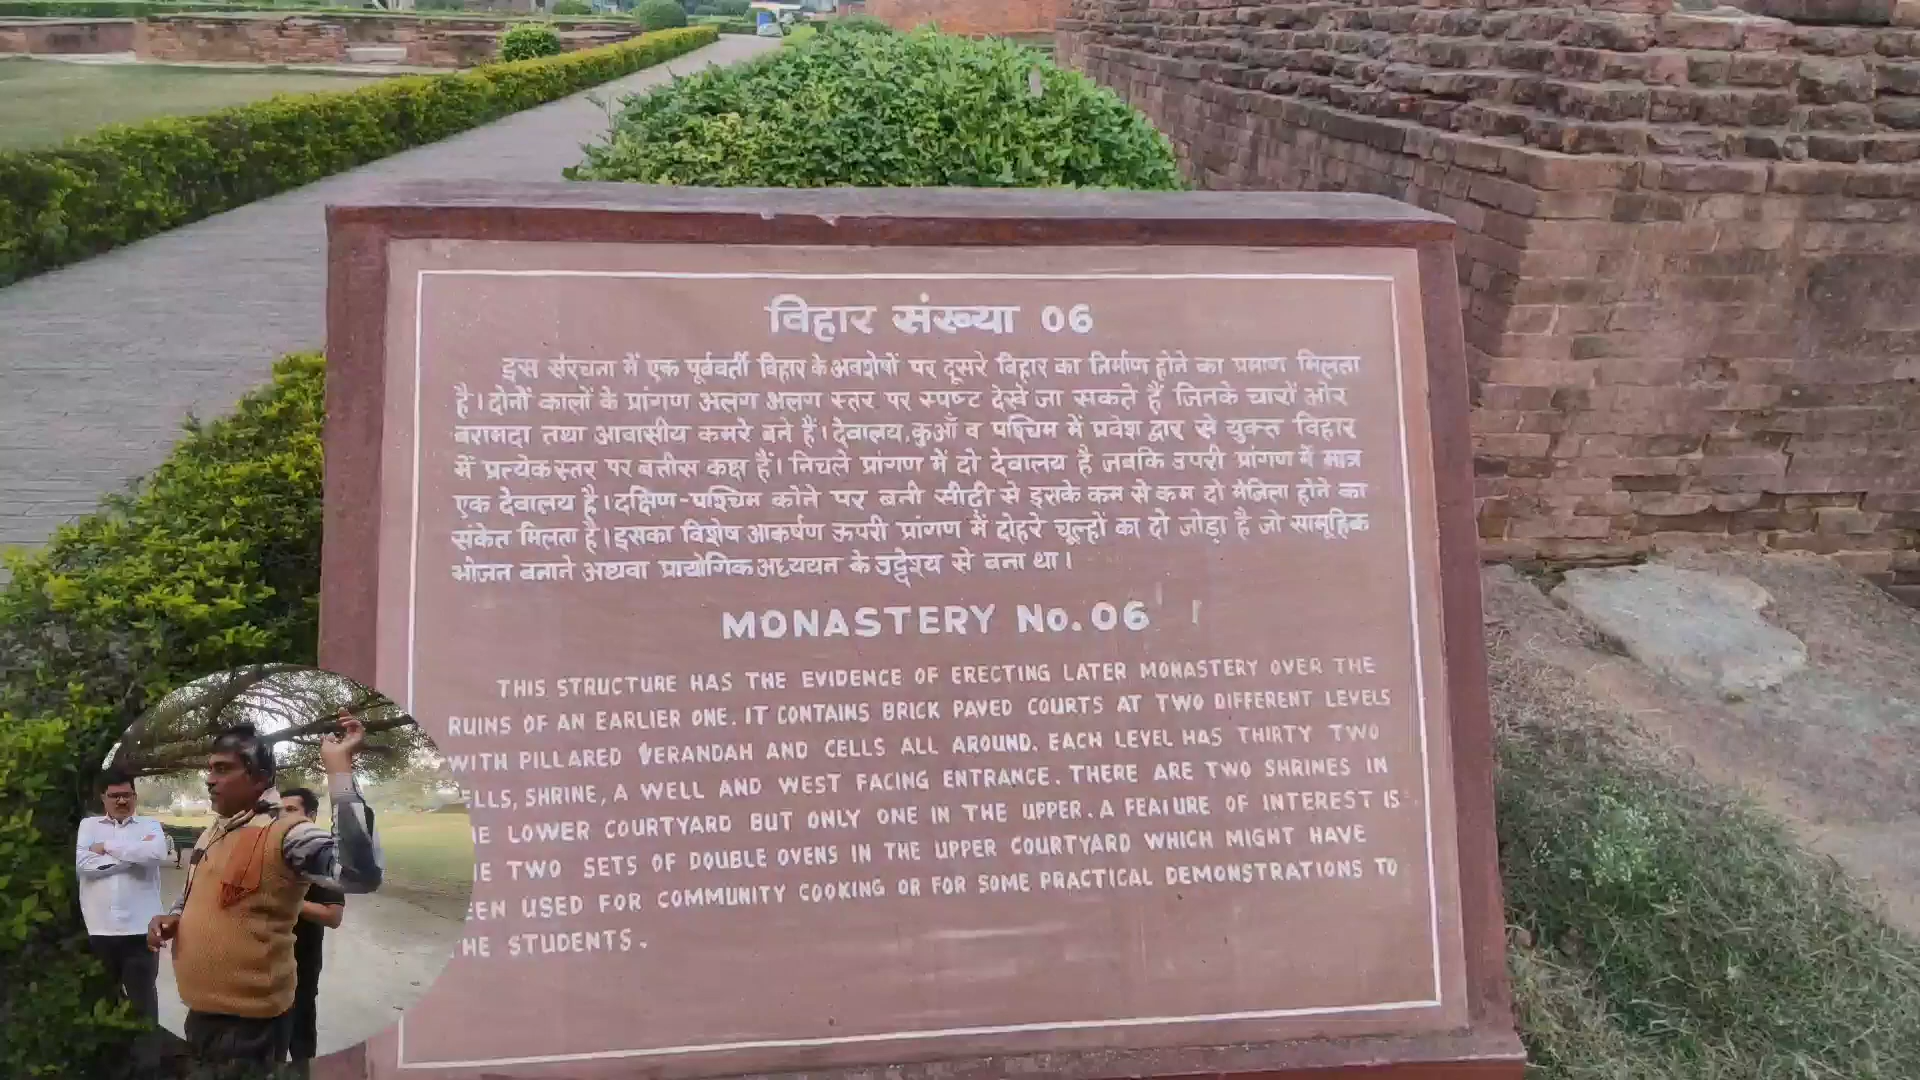 विहार संख्या 06
इस संरचना में एक पूर्ववर्ती विहार के अवशेषों पर दूसरे विहार का निर्माण होने का प्रमाण मिलता
है। दोनों कालों के प्रांगण अलग अलग स्तर पर स्पष्ट देखे जा सकते हैं जिनके चारों ओर
बरामदा तथा आवासीय कमरे बने हैं। देवालय, कुआँ व पश्चिम में प्रवेश द्वार से युक्त विहार
में प्रत्येक स्तर पर बत्तीस कक्ष हैं। निचले प्रांगण में दो देवालय है जबकि उपरी प्रांगण में मात्र
एक देवालय है। दक्षिण-पश्चिम कोने पर बनी सीढी से इसके कम से कम दो मंजिला होने का
संकेत मिलता है। इसका विशेष आकर्षण ऊपरी प्रांगण में दोहरे चूल्हों का दो जोड़ा है जो सामूहिक
भोजन बनाने अथवा प्रायोगिक अध्ययन के उद्देश्य से बना था।
MONASTERY No. 06
THIS STRUCTURE HAS THE EVIDENCE OF ERECTING LATER MONASTERY OVER THE
RUINS OF AN EARLIER ONE. IT CONTAINS BRICK PAVED COURTS AT TWO DIFFERENT LEVELS
WITH PILLARED VERANDAH AND CELLS ALL AROUND. EACH LEVEL HAS THIRTY TWO
ELLS, SHRINE, A WELL AND WEST FACING ENTRANCE. THERE ARE TWO SHRINES IN
E LOWER COURTYARD BUT ONLY ONE IN THE UPPER. A FEATURE OF INTEREST IS
E TWO SETS OF DOUBLE OVENS IN THE UPPER COURTYARD WHICH MIGHT HAVE
EEN USED FOR COMMUNITY COOKING OR FOR SOME PRACTICAL DEMONSTRATIONS TO
HE STUDENTS.